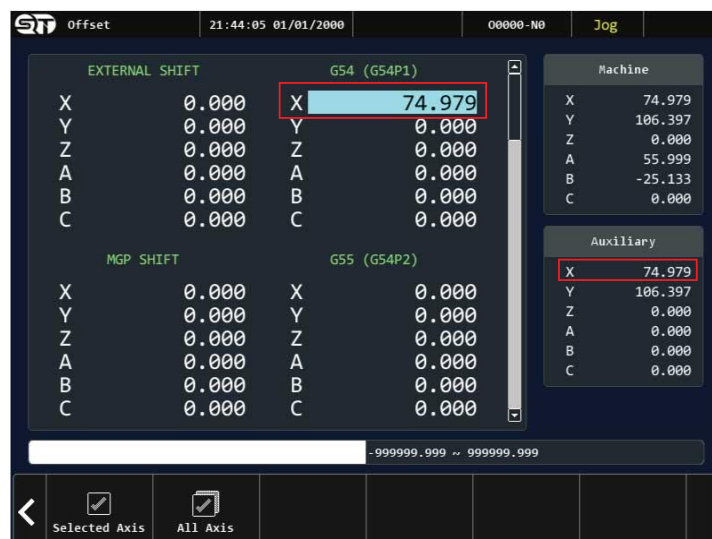 Offset 21:44:05 01/01/2000 O0000-N0 Jog
EXTERNAL SHIFT G54 (G54P1)
X 0.000 X 74.979
Y 0.000 Y 0.000
Z 0.000 Z 0.000
A 0.000 A 0.000
B 0.000 B 0.000
C 0.000 C 0.000
MGP SHIFT G55 (G54P2)
X 0.000 X 0.000
Y 0.000 Y 0.000
Z 0.000 Z 0.000
A 0.000 A 0.000
B 0.000 B 0.000
C 0.000 C 0.000
Machine
X 74.979
Y 106.397
Z 0.000
A 55.999
B -25.133
C 0.000
Auxiliary
X 74.979
Y 106.397
Z 0.000
A 0.000
B 0.000
C 0.000
-999999.999 ~ 999999.999
Selected Axis All Axis